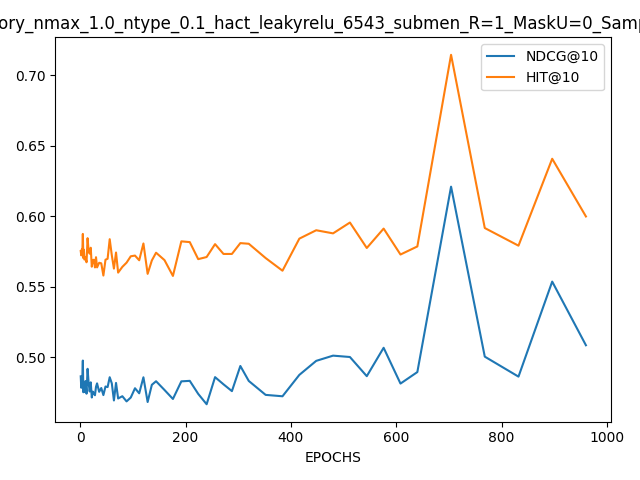 ory_nmax_1.0_ntype_0.1_hact_leakyrelu_6543_submen_R=1_MaskU=0_Samp
NDCG@10
HIT@10
0.70
0.65
0.60
0.55
0.50
0 200 400 600 800 1000
EPOCHS